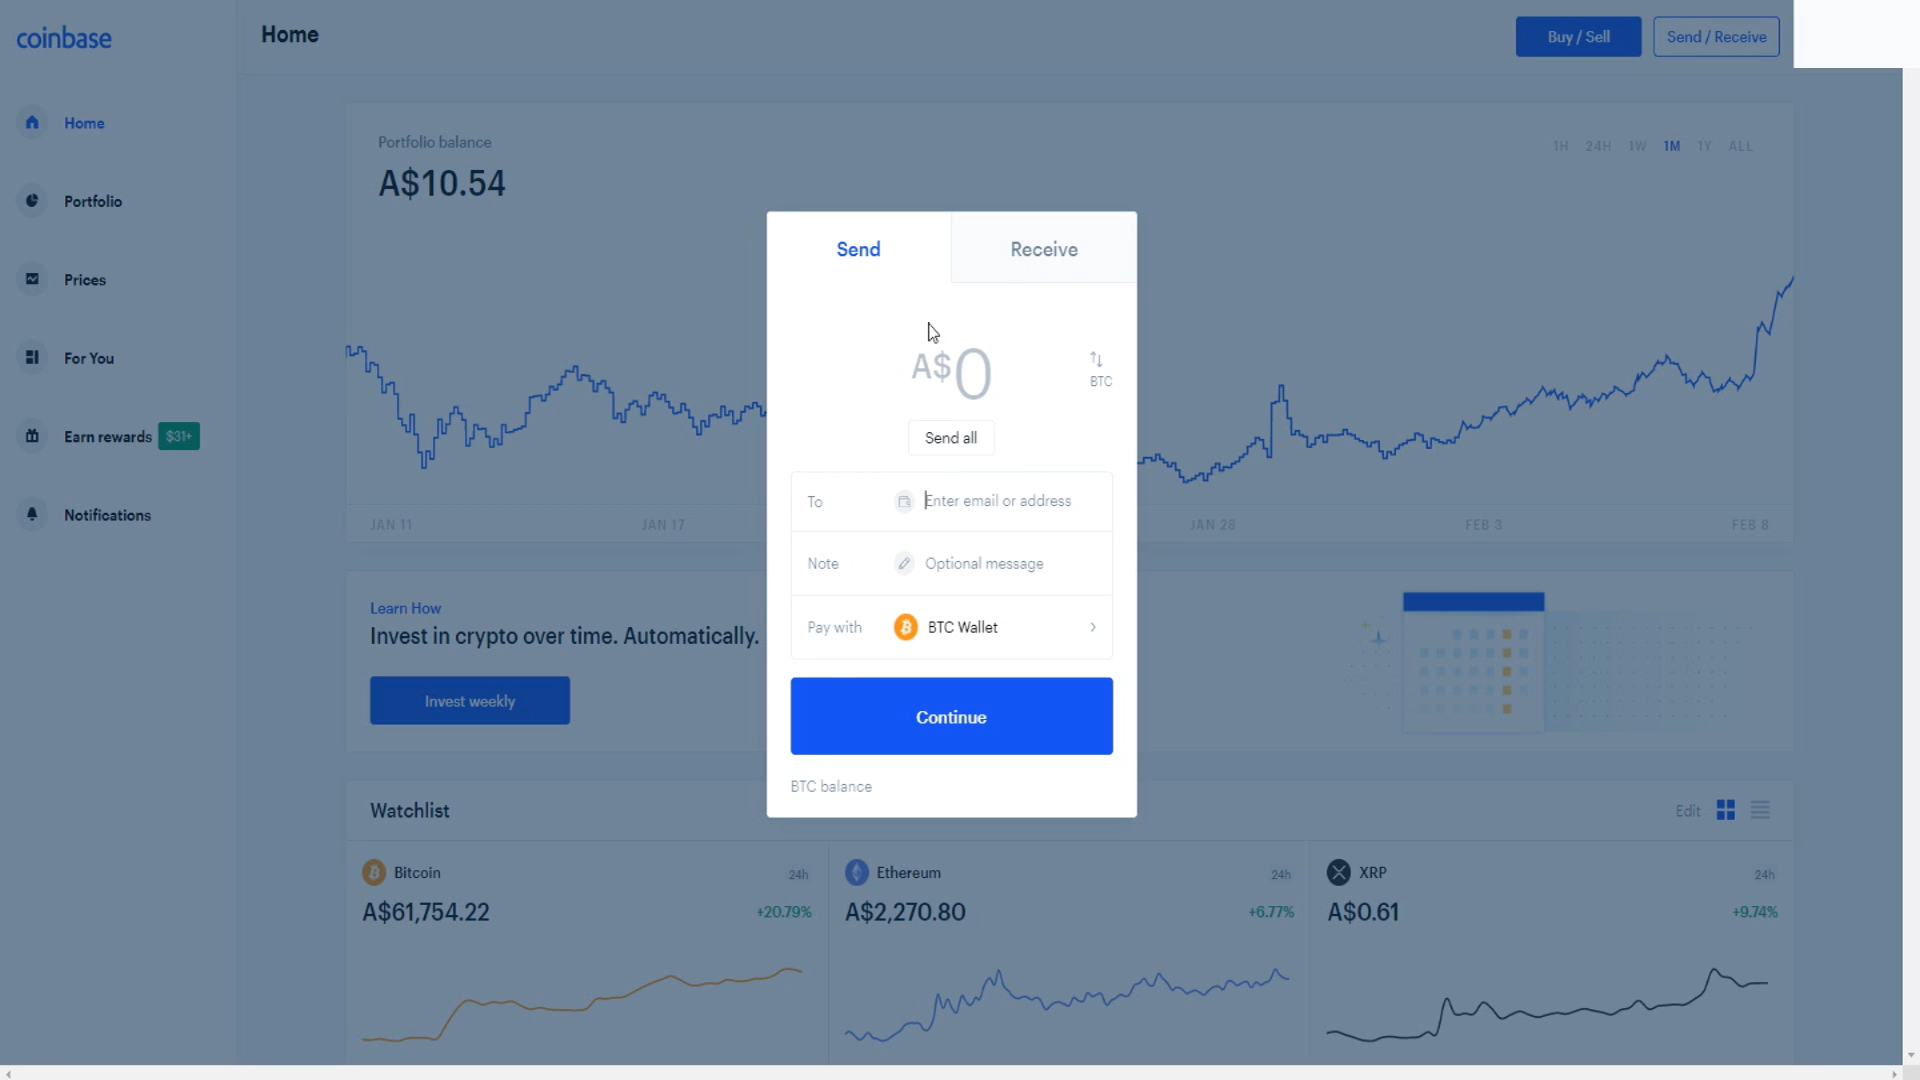 coinbase
Home
Buy / Sell
Send / Receive
Home
Portfolio
Prices
For You
Earn rewards $31+
Notifications
Portfolio balance
A$10.54
1H 24H 1W 1M 1Y ALL
JAN 11 JAN 17 JAN 28 FEB 3 FEB 8
Send Receive
A$0
BTC
Send all
To Enter email or address
Note Optional message
Pay with BTC Wallet
Continue
BTC balance
Learn How
Invest in crypto over time. Automatically.
Invest weekly
Watchlist
Edit
Bitcoin 24h
A$61,754.22 +20.79%
Ethereum 24h
A$2,270.80 +6.77%
XRP 24h
A$0.61 +9.74%